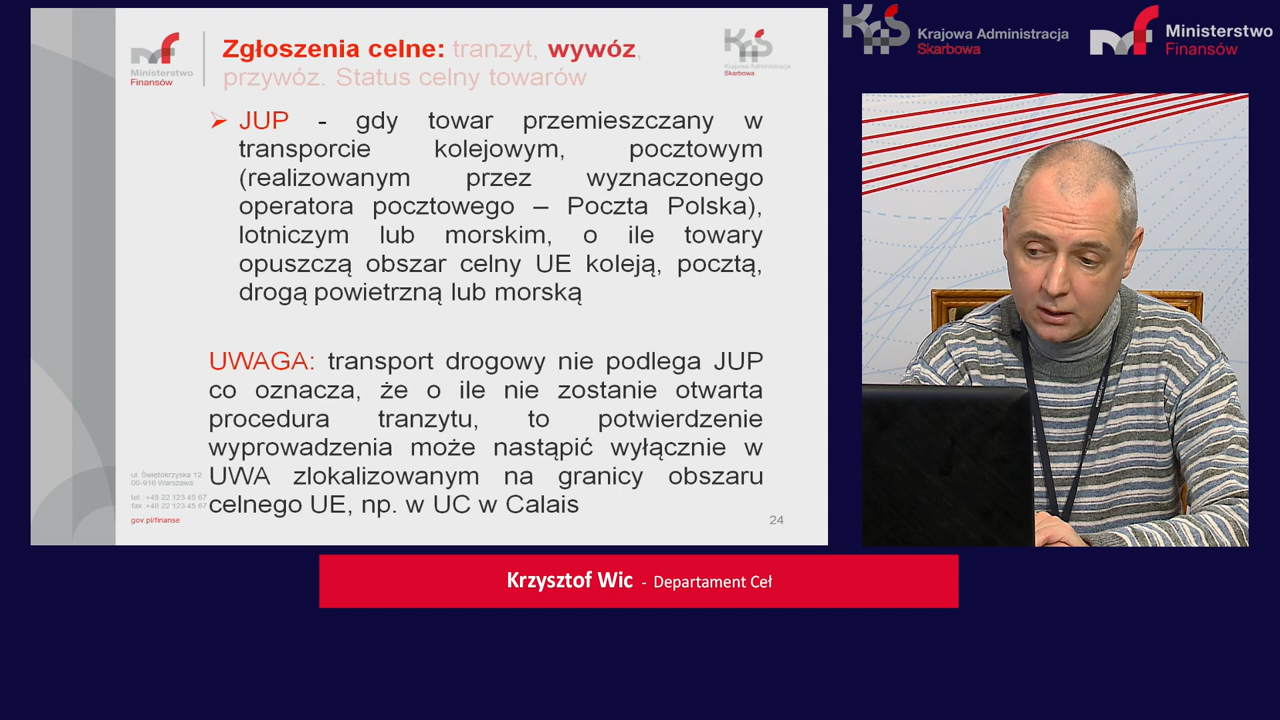 Ministerstwo
Finansów
Zgłoszenia celne: tranzyt, wywóz,
przywóz. Status celny towarów
KAS
Krajowa Administracja
Skarbowa
JUP - gdy towar przemieszczany w
transporcie kolejowym, pocztowym
(realizowanym przez wyznaczonego
operatora pocztowego – Poczta Polska),
lotniczym lub morskim, o ile towary
opuszczą obszar celny UE koleją, pocztą,
drogą powietrzną lub morską
UWAGA: transport drogowy nie podlega JUP
co oznacza, że o ile nie zostanie otwarta
procedura tranzytu, to potwierdzenie
wyprowadzenia może nastąpić wyłącznie w
UWA zlokalizowanym na granicy obszaru
celnego UE, np. w UC w Calais
ul. Świętokrzyska 12
00-916 Warszawa
tel. +48 22 123 45 67
fax +48 22 123 45 67
gov.pl/finanse
24
KAS
Krajowa Administracja
Skarbowa
mf
Ministerstwo
Finansów
Krzysztof Wic - Departament Ceł